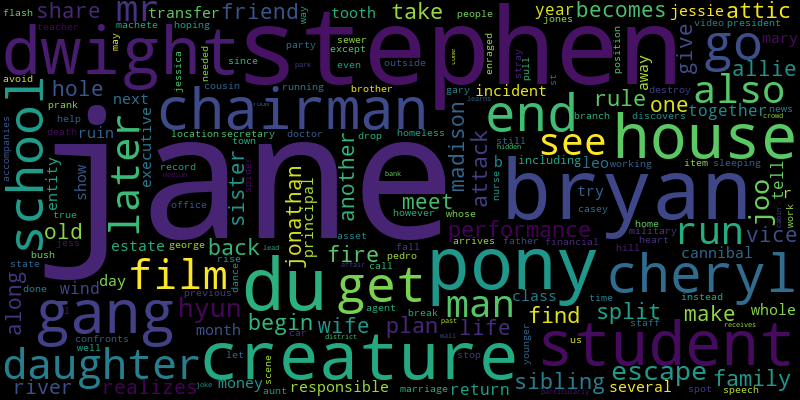 flash share mr transfer friend take year becomes jessie attic
teacher machete hoping tooth way people jones video president
dwight stephen go
may sewer since except jessica enraged position give mary
party even needed outside stray pull away allie
hole chairman end also
avoid prank next cousin running st destroy
help brother gary incident rule one together news
death location secretary doctor drop homeless see house
ruin town branch discovers crowd
school jane later executive sister another meet madison attack still hidden
accompanies record including leo working item sleeping
entity show jonathan principal b nurse try joo tell r
however whose casey bryan
true office asset performance run vice work
old estate george back fire fall pedro arrives father financial home military hill heart
bush state film du get pony cheryl
along done wind day rise dance call agent cannibal
gang previous hyun man class time instead split make whole
month begin wife break plan life find staff
confronts car district past younger us student
daughter creature
let scene stop sibling escape family
river realizes joke money aunt responsible marriage return several spot speech
receives